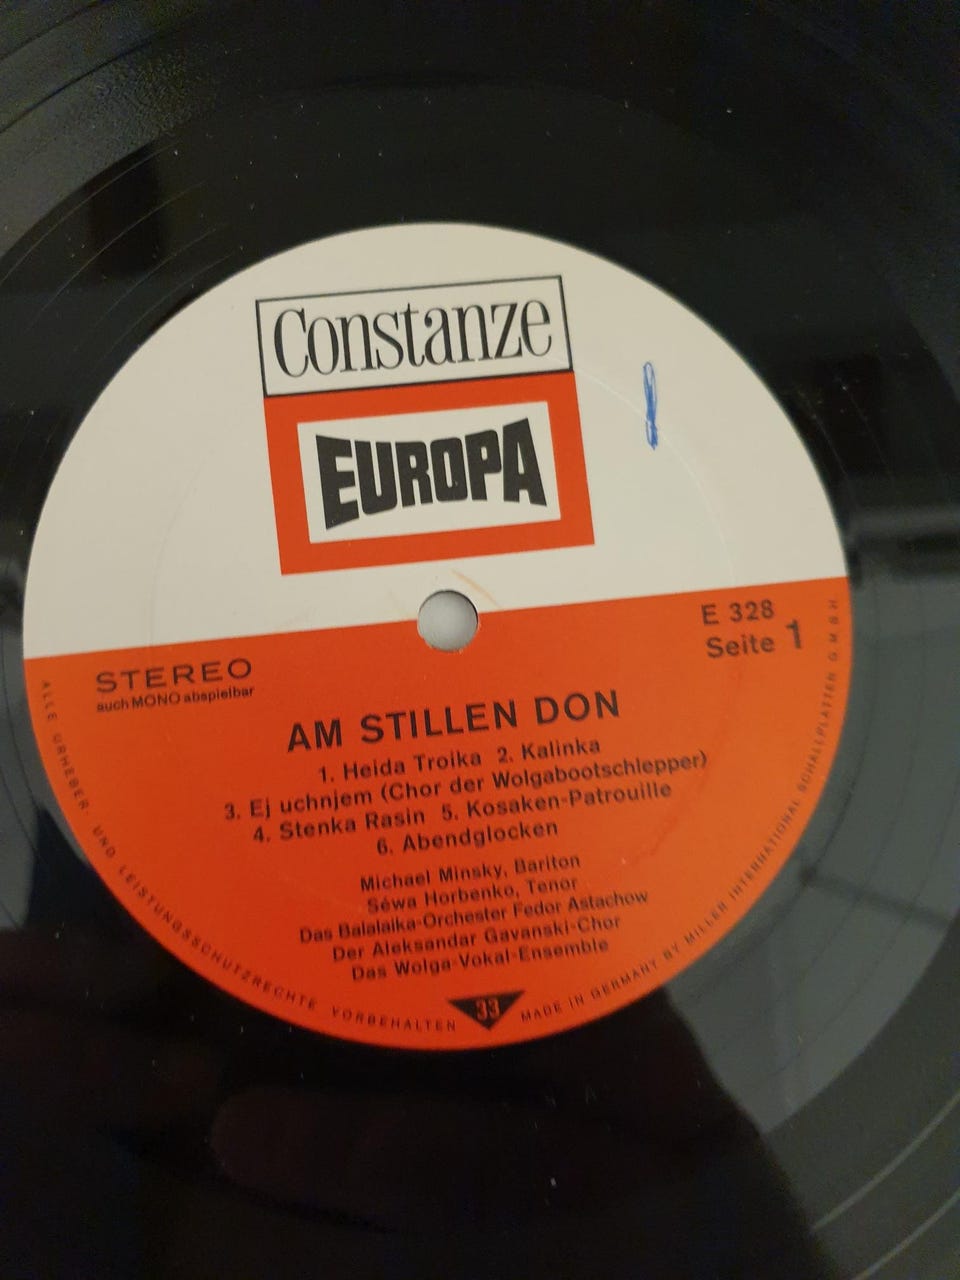 Constanze
EUROPA
E 328
Seite 1
STEREO
auch MONO abspielbar
AM STILLEN DON
1. Heida Troika 2. Kalinka
3. Ej uchnjem (Chor der Wolgabootschlepper)
4. Stenka Rasin 5. Kosaken-Patrouille
6. Abendglocken
Michael Minsky, Bariton
Séwa Horbenko, Tenor
Das Balalaika-Orchester Fedor Astachow
Der Aleksandar Gavanski-Chor
Das Wolga-Vokal-Ensemble
33
ALLE URHEBER- UND LEISTUNGSSCHUTZRECHTE VORBEHALTEN
MADE IN GERMANY BY MILLER INTERNATIONAL SCHALLPLATTEN GMBH